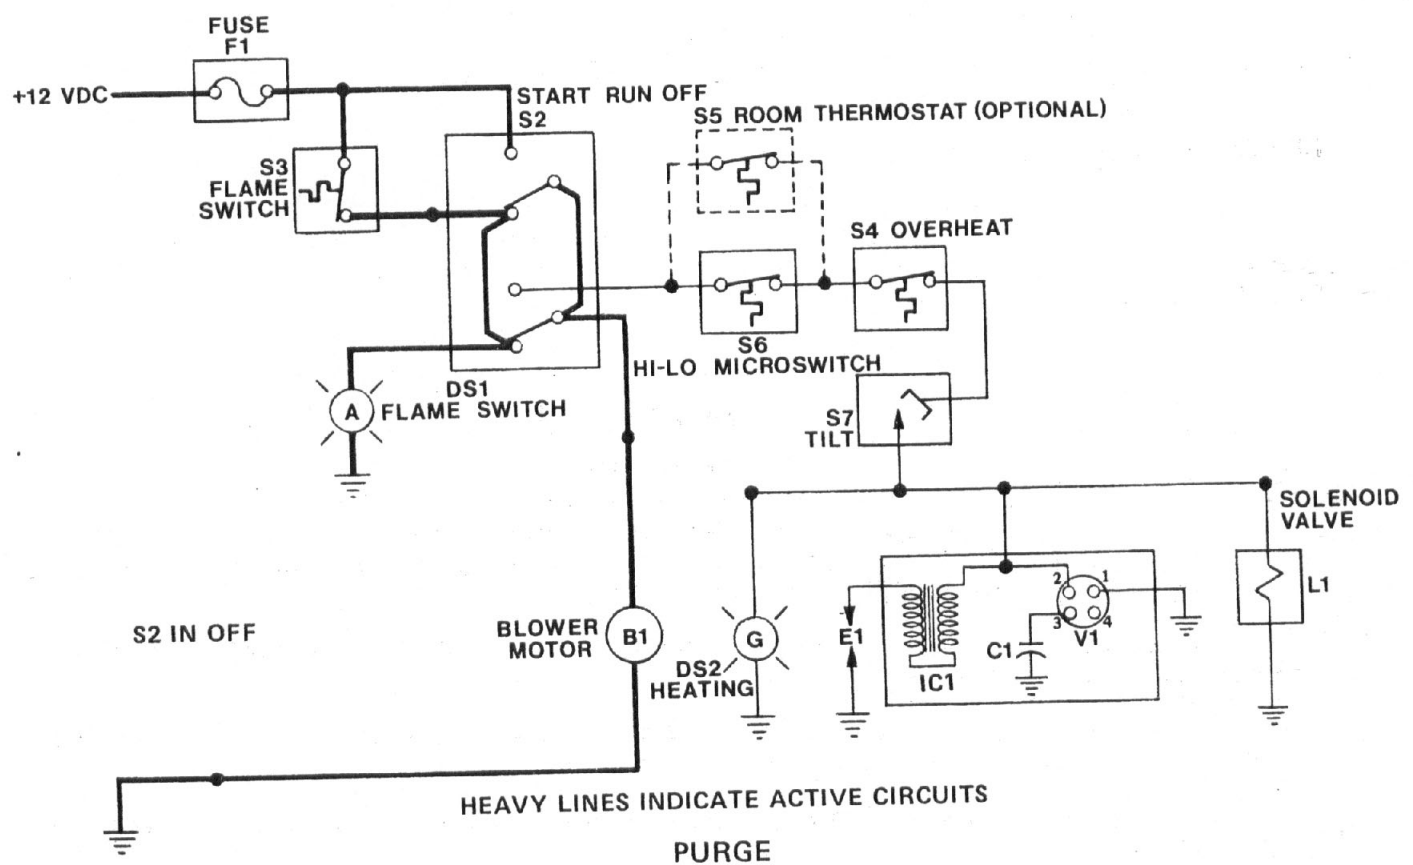 FUSE
F1
+12 VDC
START RUN OFF
S2
S5 ROOM THERMOSTAT (OPTIONAL)
S3
FLAME
SWITCH
S4 OVERHEAT
S6
HI-LO MICROSWITCH
DS1
FLAME SWITCH
A
S7
TILT
SOLENOID
VALVE
L1
S2 IN OFF
BLOWER
MOTOR
B1
G
DS2
HEATING
E1
IC1
C1
2
1
3
4
V1
HEAVY LINES INDICATE ACTIVE CIRCUITS
PURGE